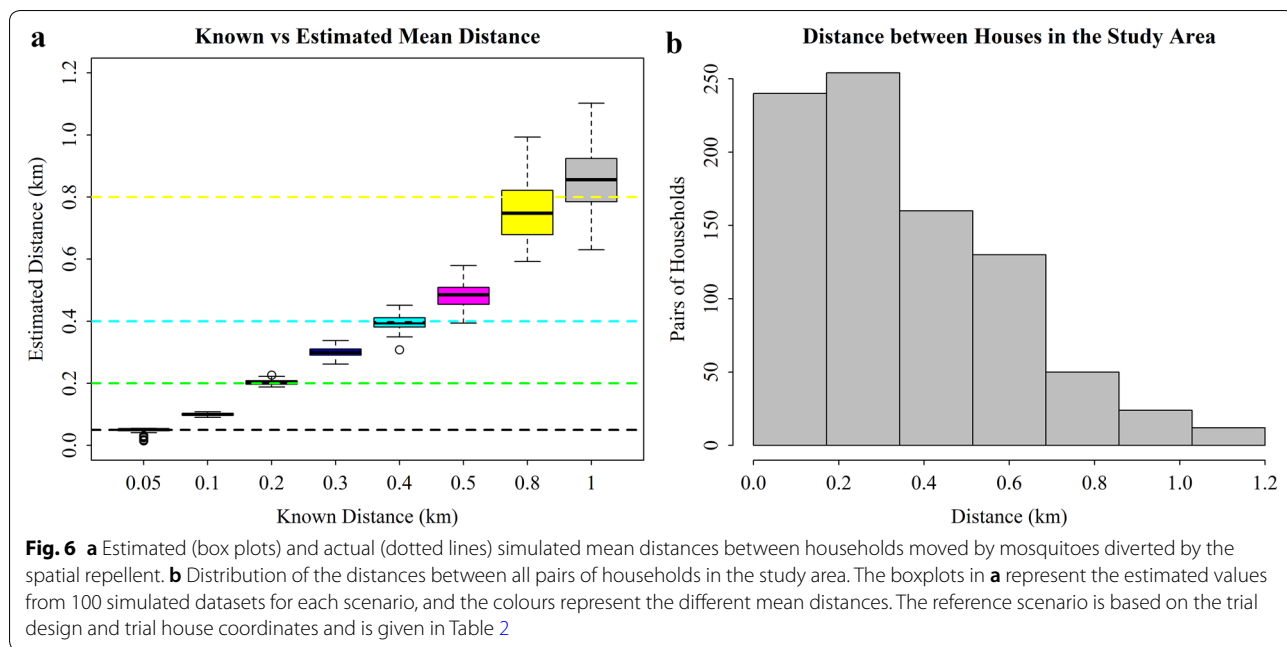 a
Known vs Estimated Mean Distance
Estimated Distance (km)
1.2
1.0
0.8
0.6
0.4
0.2
0.0
0.05 0.1 0.2 0.3 0.4 0.5 0.8 1
Known Distance (km)
b
Distance between Houses in the Study Area
Pairs of Households
250
200
150
100
50
0
0.0 0.2 0.4 0.6 0.8 1.0 1.2
Distance (km)
Fig. 6 a Estimated (box plots) and actual (dotted lines) simulated mean distances between households moved by mosquitoes diverted by the
spatial repellent. b Distribution of the distances between all pairs of households in the study area. The boxplots in a represent the estimated values
from 100 simulated datasets for each scenario, and the colours represent the different mean distances. The reference scenario is based on the trial
design and trial house coordinates and is given in Table 2